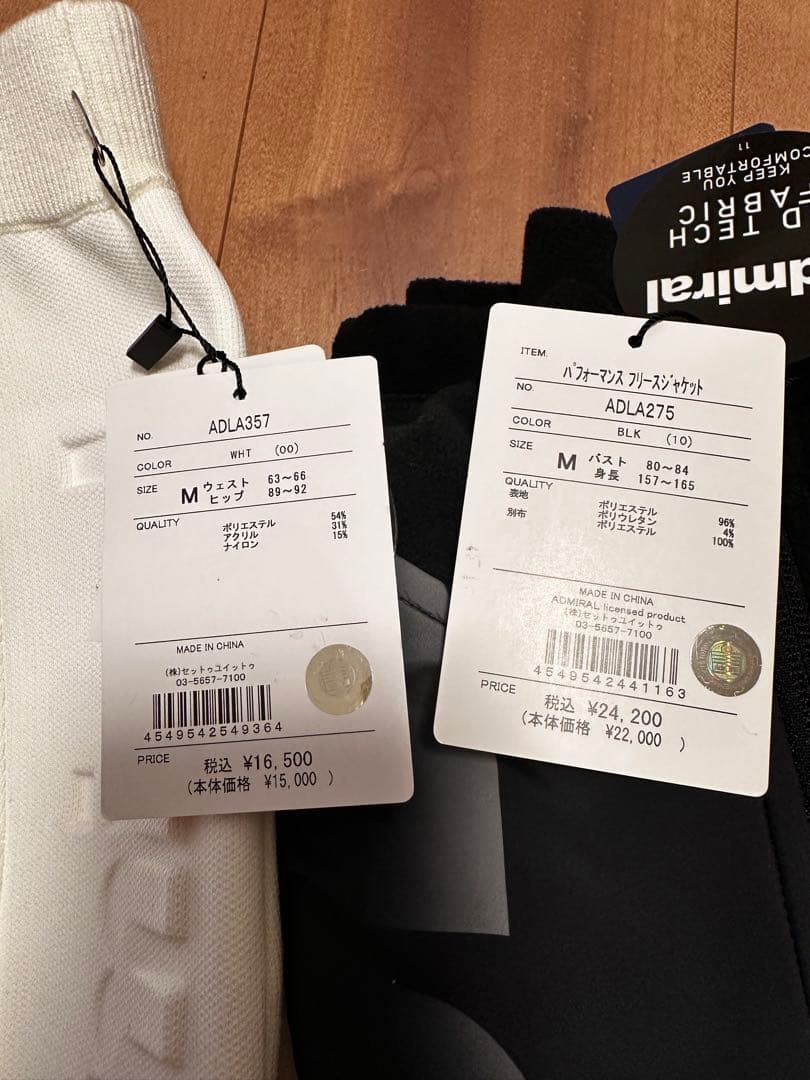 NO. ADLA357
COLOR WHT (00)
SIZE M ウェスト 63～66
ヒップ 89～92
QUALITY ポリエステル 54%
アクリル 31%
ナイロン 15%
MADE IN CHINA
(株)セットゥユイットゥ
03-5657-7100
4549542549364
PRICE 税込 ¥16,500
(本体価格 ¥15,000 )
ITEM. パフォーマンス フリースジャケット
NO. ADLA275
COLOR BLK (10)
SIZE M バスト 80～84
身長 157～165
QUALITY
表地 ポリエステル 96%
ポリウレタン 4%
別布 ポリエステル 100%
MADE IN CHINA
ADMIRAL licensed product
(株)セットゥユイットゥ
03-5657-7100
4549542441163
PRICE 税込 ¥24,200
(本体価格 ¥22,000 )
dmiral
D TECH
FABRIC
KEEP YOU
COMFORTABLE
11